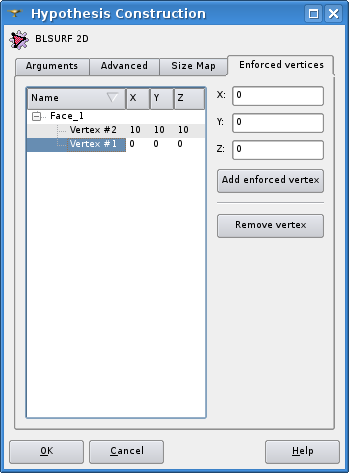 Hypothesis Construction
BLSURF 2D
Arguments Advanced Size Map Enforced vertices
Name X Y Z
Face_1
Vertex #2 10 10 10
Vertex #1 0 0 0
X: 0
Y: 0
Z: 0
Add enforced vertex
Remove vertex
OK Cancel Help